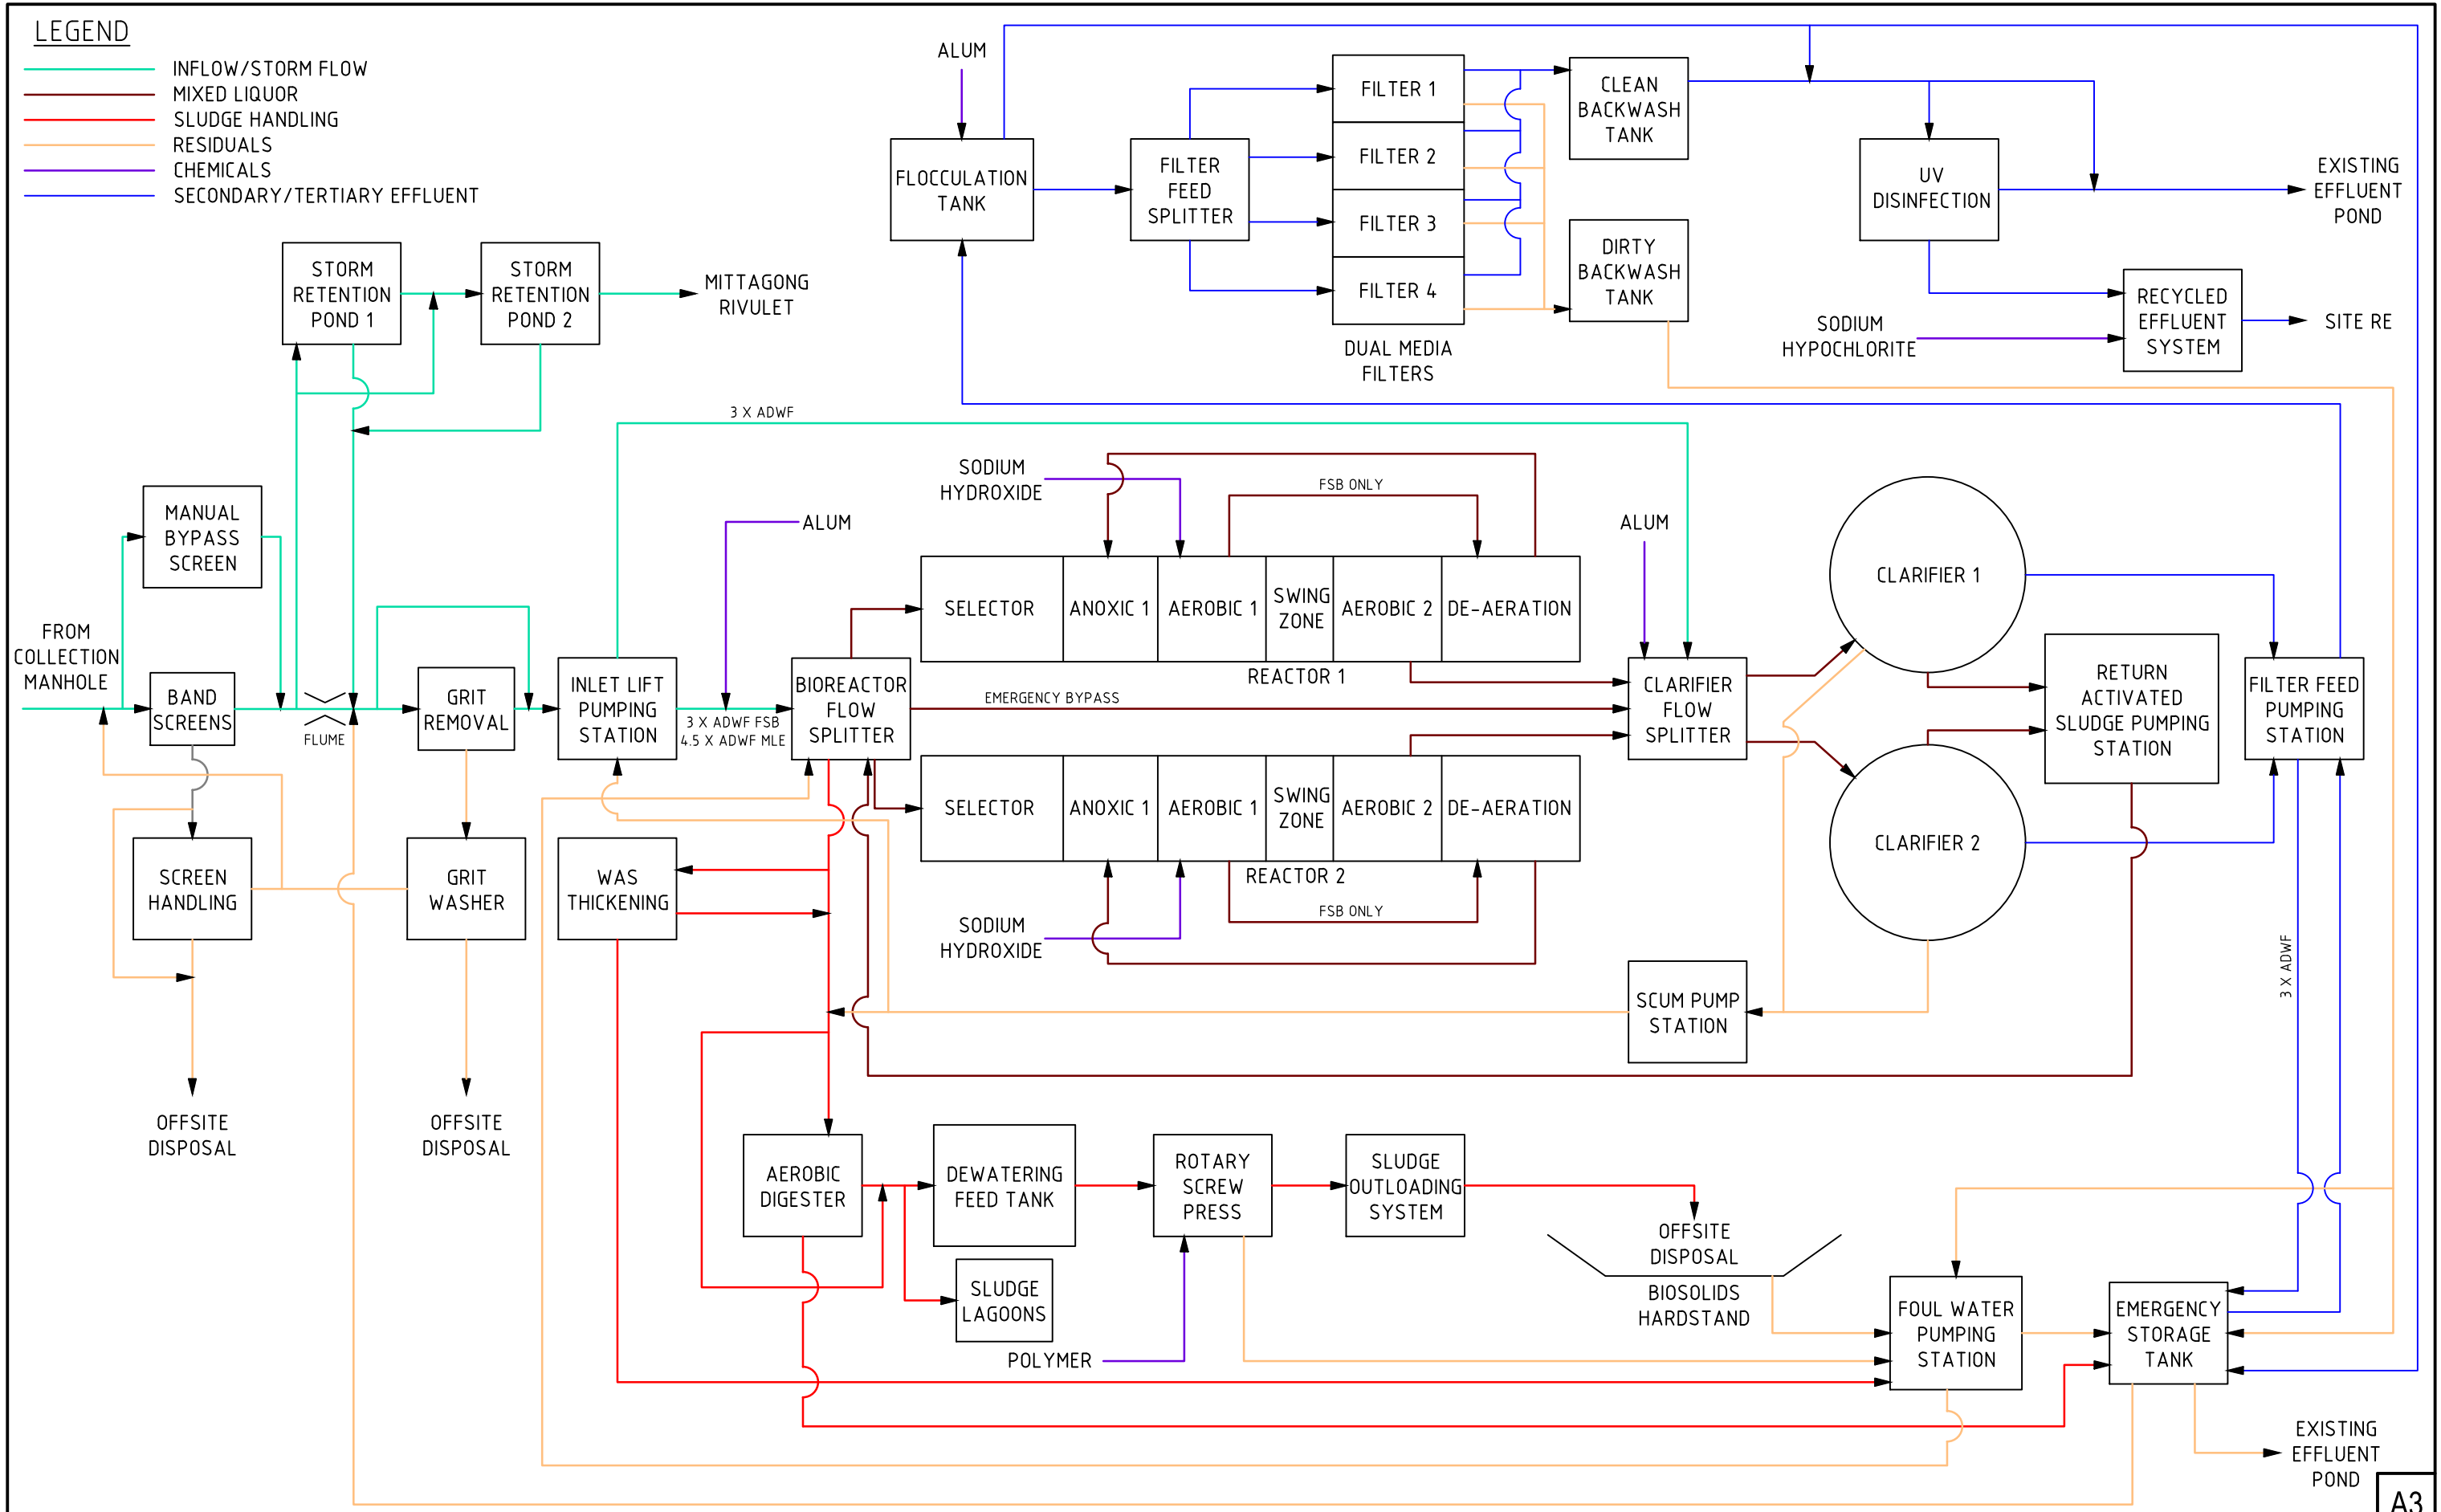 LEGEND
INFLOW/STORM FLOW
MIXED LIQUOR
SLUDGE HANDLING
RESIDUALS
CHEMICALS
SECONDARY/TERTIARY EFFLUENT
ALUM
FLOCCULATION
TANK
FILTER
FEED
SPLITTER
FILTER 1
FILTER 2
FILTER 3
FILTER 4
DUAL MEDIA
FILTERS
CLEAN
BACKWASH
TANK
DIRTY
BACKWASH
TANK
UV
DISINFECTION
EXISTING
EFFLUENT
POND
RECYCLED
EFFLUENT
SYSTEM
SITE RE
SODIUM
HYPOCHLORITE
STORM
RETENTION
POND 1
STORM
RETENTION
POND 2
MITTAGONG
RIVULET
3 X ADWF
MANUAL
BYPASS
SCREEN
FROM
COLLECTION
MANHOLE
BAND
SCREENS
FLUME
GRIT
REMOVAL
INLET LIFT
PUMPING
STATION
ALUM
3 X ADWF FSB
4.5 X ADWF MLE
BIOREACTOR
FLOW
SPLITTER
SODIUM
HYDROXIDE
FSB ONLY
SELECTOR
ANOXIC 1
AEROBIC 1
SWING
ZONE
AEROBIC 2
DE-AERATION
REACTOR 1
EMERGENCY BYPASS
SELECTOR
ANOXIC 1
AEROBIC 1
SWING
ZONE
AEROBIC 2
DE-AERATION
REACTOR 2
FSB ONLY
SODIUM
HYDROXIDE
ALUM
CLARIFIER
FLOW
SPLITTER
CLARIFIER 1
CLARIFIER 2
RETURN
ACTIVATED
SLUDGE PUMPING
STATION
FILTER FEED
PUMPING
STATION
3 X ADWF
SCREEN
HANDLING
GRIT
WASHER
WAS
THICKENING
SCUM PUMP
STATION
OFFSITE
DISPOSAL
OFFSITE
DISPOSAL
AEROBIC
DIGESTER
DEWATERING
FEED TANK
ROTARY
SCREW
PRESS
SLUDGE
OUTLOADING
SYSTEM
OFFSITE
DISPOSAL
BIOSOLIDS
HARDSTAND
SLUDGE
LAGOONS
POLYMER
FOUL WATER
PUMPING
STATION
EMERGENCY
STORAGE
TANK
EXISTING
EFFLUENT
POND
A3